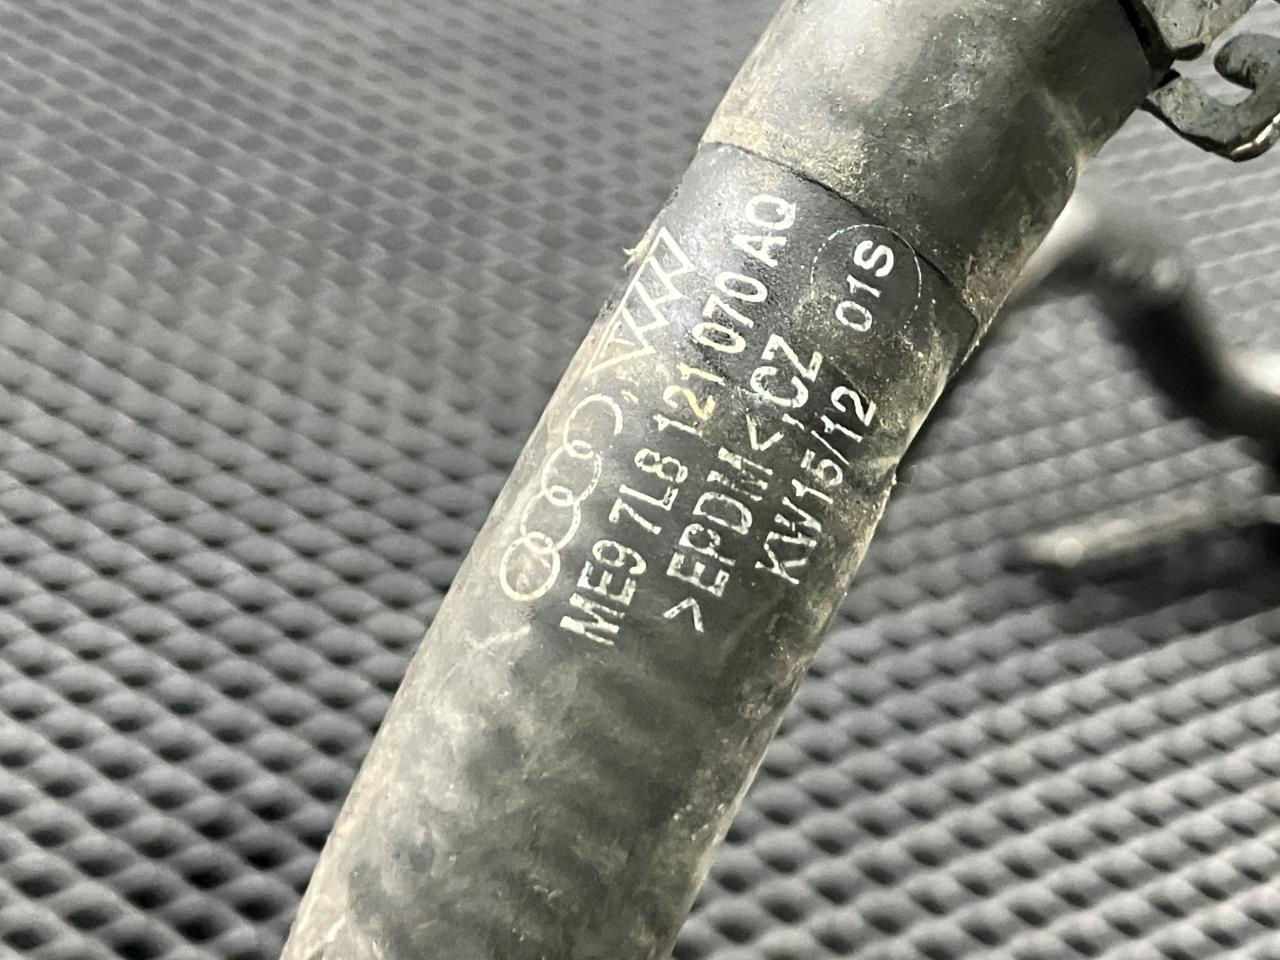 ME9 7L8 121 070 AQ
>EPDM< CZ
KW15/12 01S